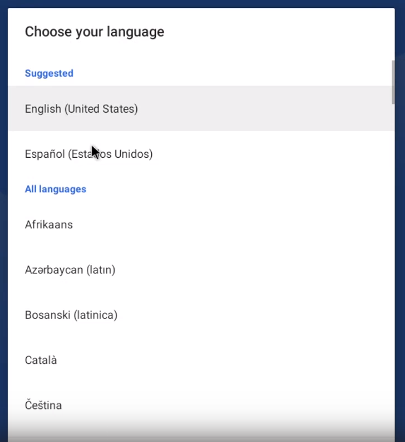 Choose your language
Suggested
English (United States)
Español (Estados Unidos)
All languages
Afrikaans
Azərbaycan (latın)
Bosanski (latinica)
Català
Čeština